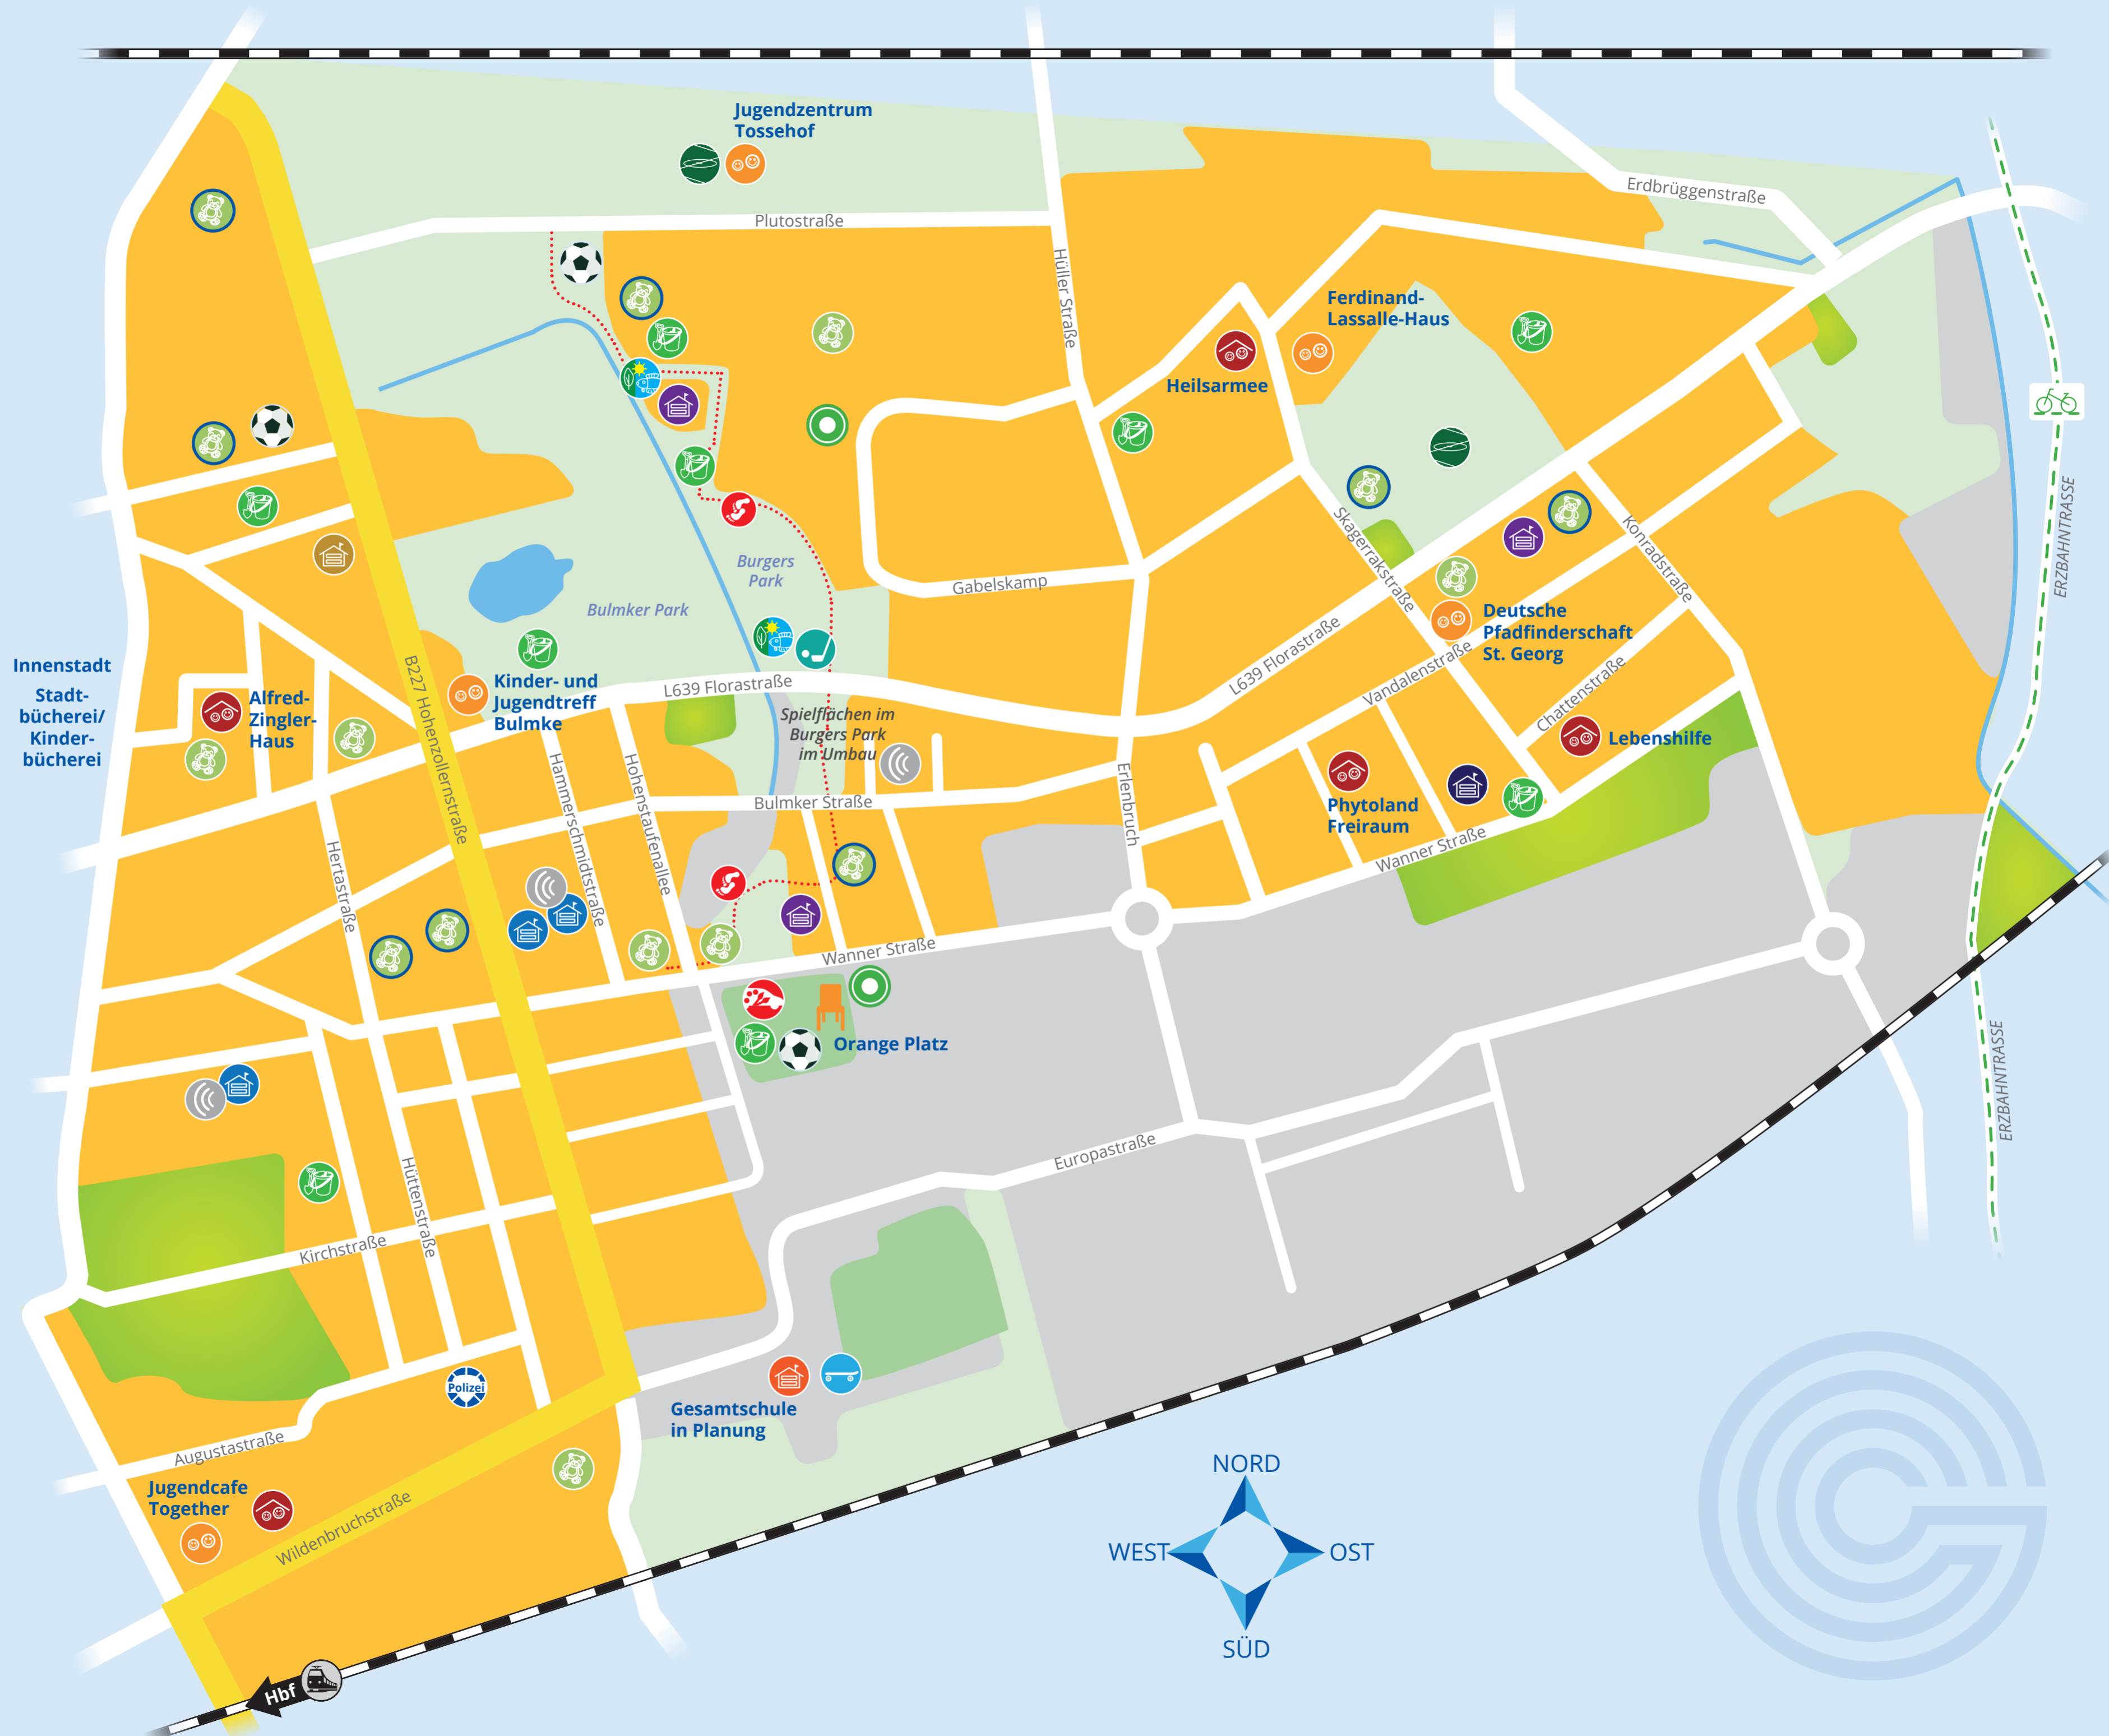 Jugendzentrum
Tossehof
Plutostraße
Erdbrüggenstraße
Hüller Straße
Ferdinand-
Lassalle-Haus
Heilsarmee
ERZBAHNTRASSE
Skagerrakstraße
Konradstraße
Burgers
Park
Bulmker Park
Gabelskamp
Deutsche
Pfadfinderschaft
St. Georg
L639 Florastraße
Vandalenstraße
Chattenstraße
Innenstadt
Stadt-
bücherei/
Kinder-
bücherei
Alfred-
Zingler-
Haus
B227 Hohenzollernstraße
Kinder- und
Jugendtreff
Bulmke
L639 Florastraße
Spielflächen im
Burgers Park
im Umbau
Lebenshilfe
Hammerschmidtstraße
Hohenstaufenallee
Bulmker Straße
Erlenbruch
Phytoland
Freiraum
Wanner Straße
Hertastraße
Wanner Straße
Orange Platz
ERZBAHNTRASSE
Europastraße
Hüttenstraße
Kirchstraße
Polizei
Gesamtschule
in Planung
Augustastraße
Jugendcafe
Together
Wildenbruchstraße
NORD
WEST
OST
SÜD
Hbf